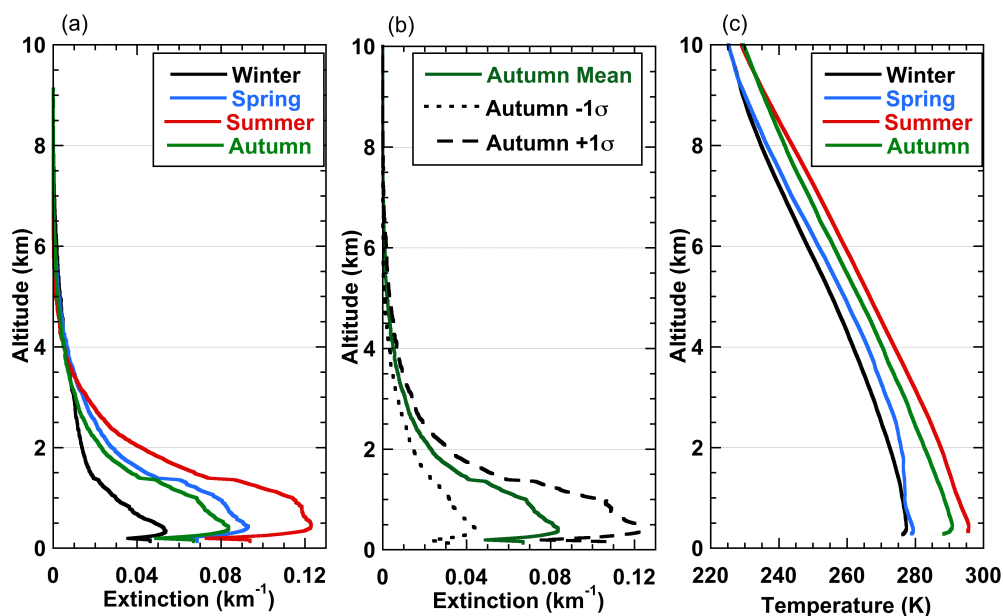 (a)
(b)
(c)
10
8
6
4
2
0
Altitude (km)
Winter
Spring
Summer
Autumn
0
0.04
0.08
0.12
Extinction (km⁻¹)
10
8
6
4
2
0
Altitude (km)
Autumn Mean
Autumn -1σ
Autumn +1σ
0
0.04
0.08
0.12
Extinction (km⁻¹)
10
8
6
4
2
0
Altitude (km)
Winter
Spring
Summer
Autumn
220
240
260
280
300
Temperature (K)